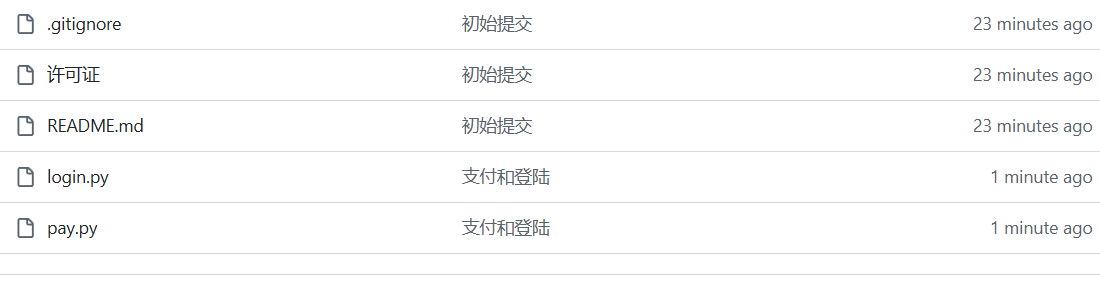 .gitignore 初始提交 23 minutes ago
许可证 初始提交 23 minutes ago
README.md 初始提交 23 minutes ago
login.py 支付和登陆 1 minute ago
pay.py 支付和登陆 1 minute ago